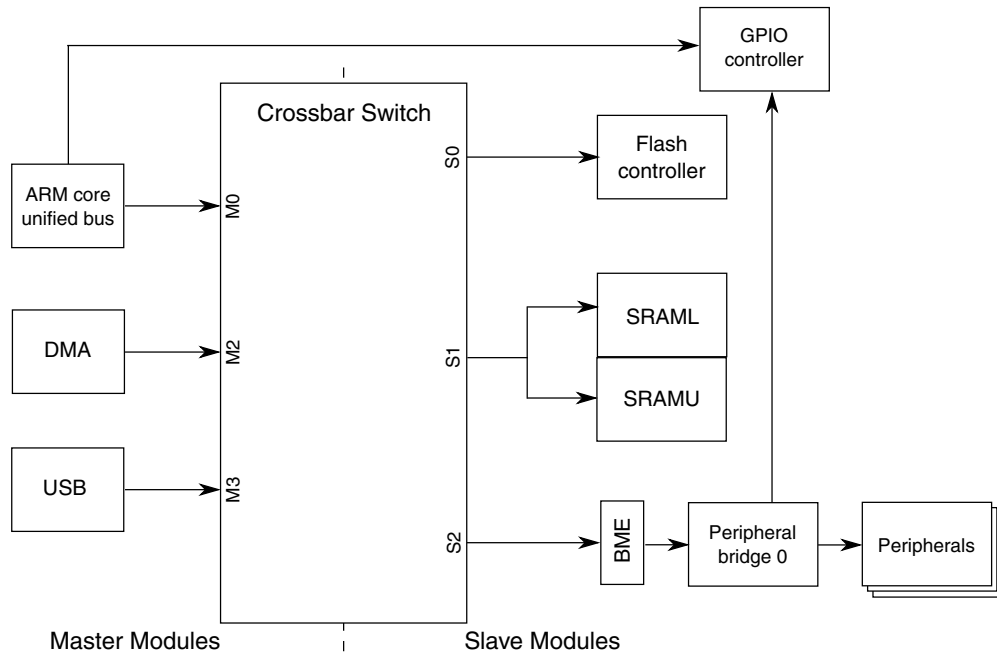 GPIO
controller
Crossbar Switch
S0
Flash
controller
ARM core
unified bus
M0
SRAML
DMA
M2
S1
SRAMU
USB
M3
S2
BME
Peripheral
bridge 0
Peripherals
Master Modules
Slave Modules